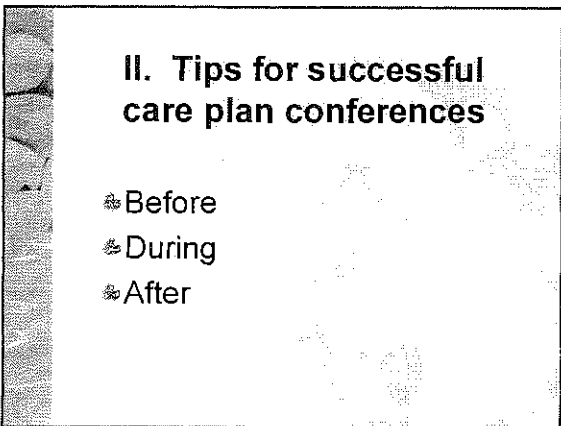 II. Tips for successful
care plan conferences
Before
During
After